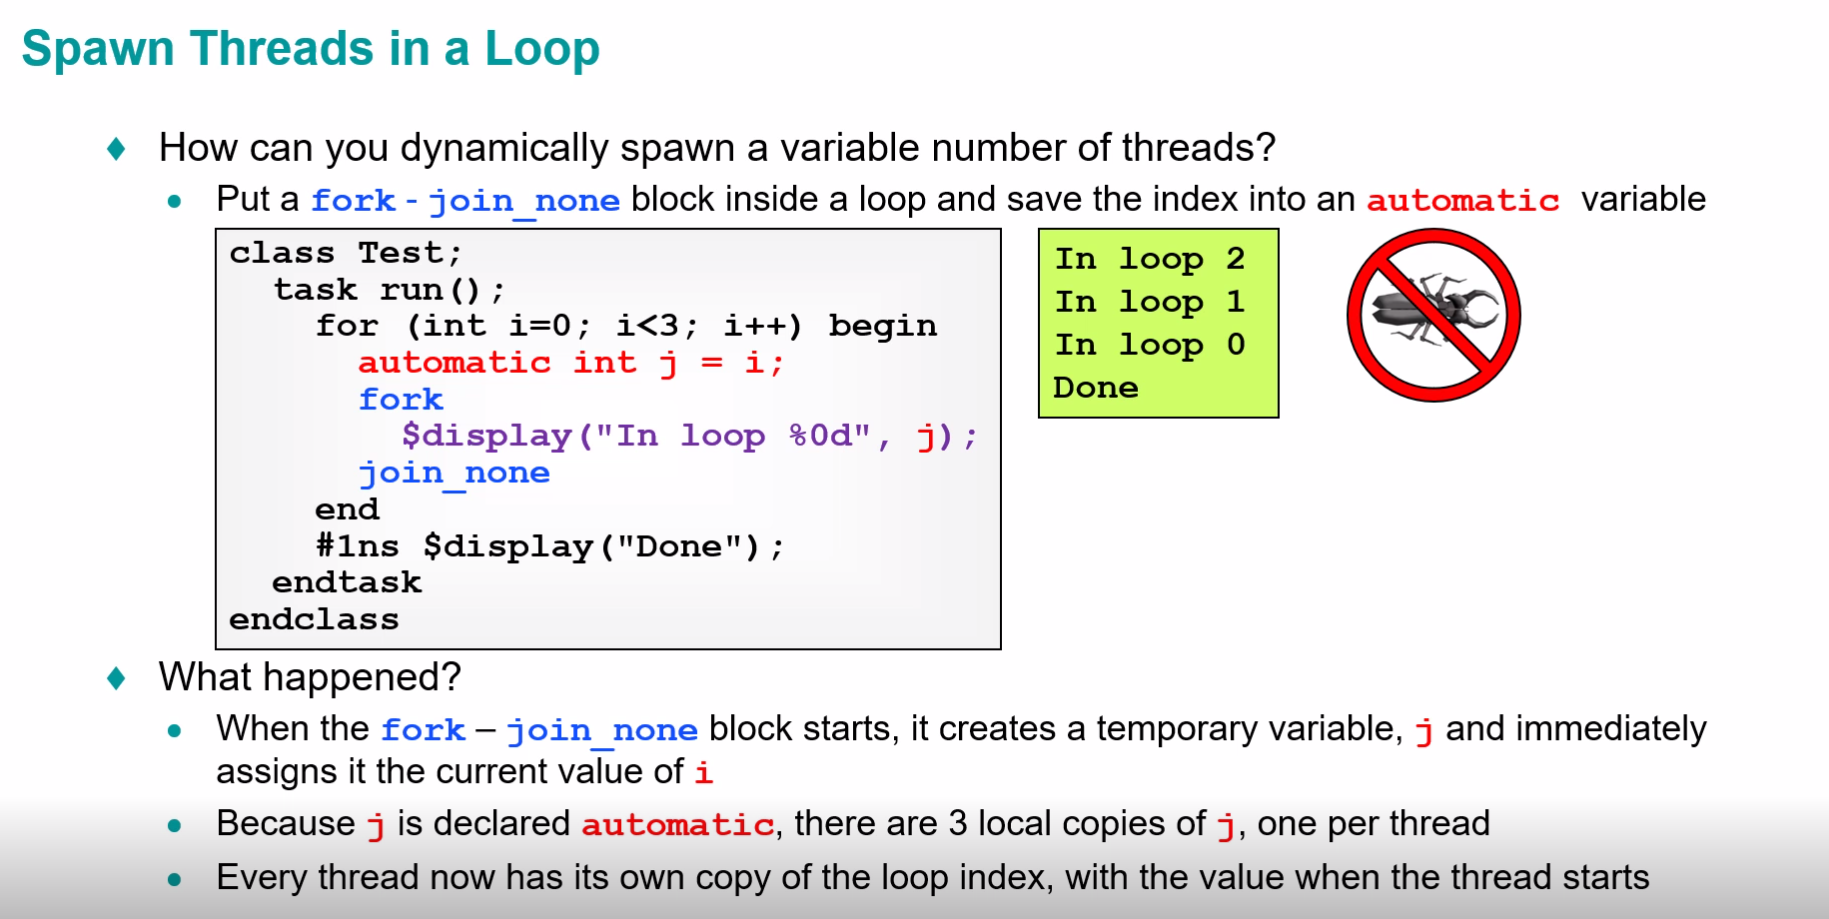 Spawn Threads in a Loop
How can you dynamically spawn a variable number of threads?
Put a fork - join_none block inside a loop and save the index into an automatic variable
class Test;
task run();
for (int i=0; i<3; i++) begin
automatic int j = i;
fork
$display("In loop %0d", j);
join_none
end
#1ns $display("Done");
endtask
endclass
In loop 2
In loop 1
In loop 0
Done
What happened?
When the fork – join_none block starts, it creates a temporary variable, j and immediately
assigns it the current value of i
Because j is declared automatic, there are 3 local copies of j, one per thread
Every thread now has its own copy of the loop index, with the value when the thread starts